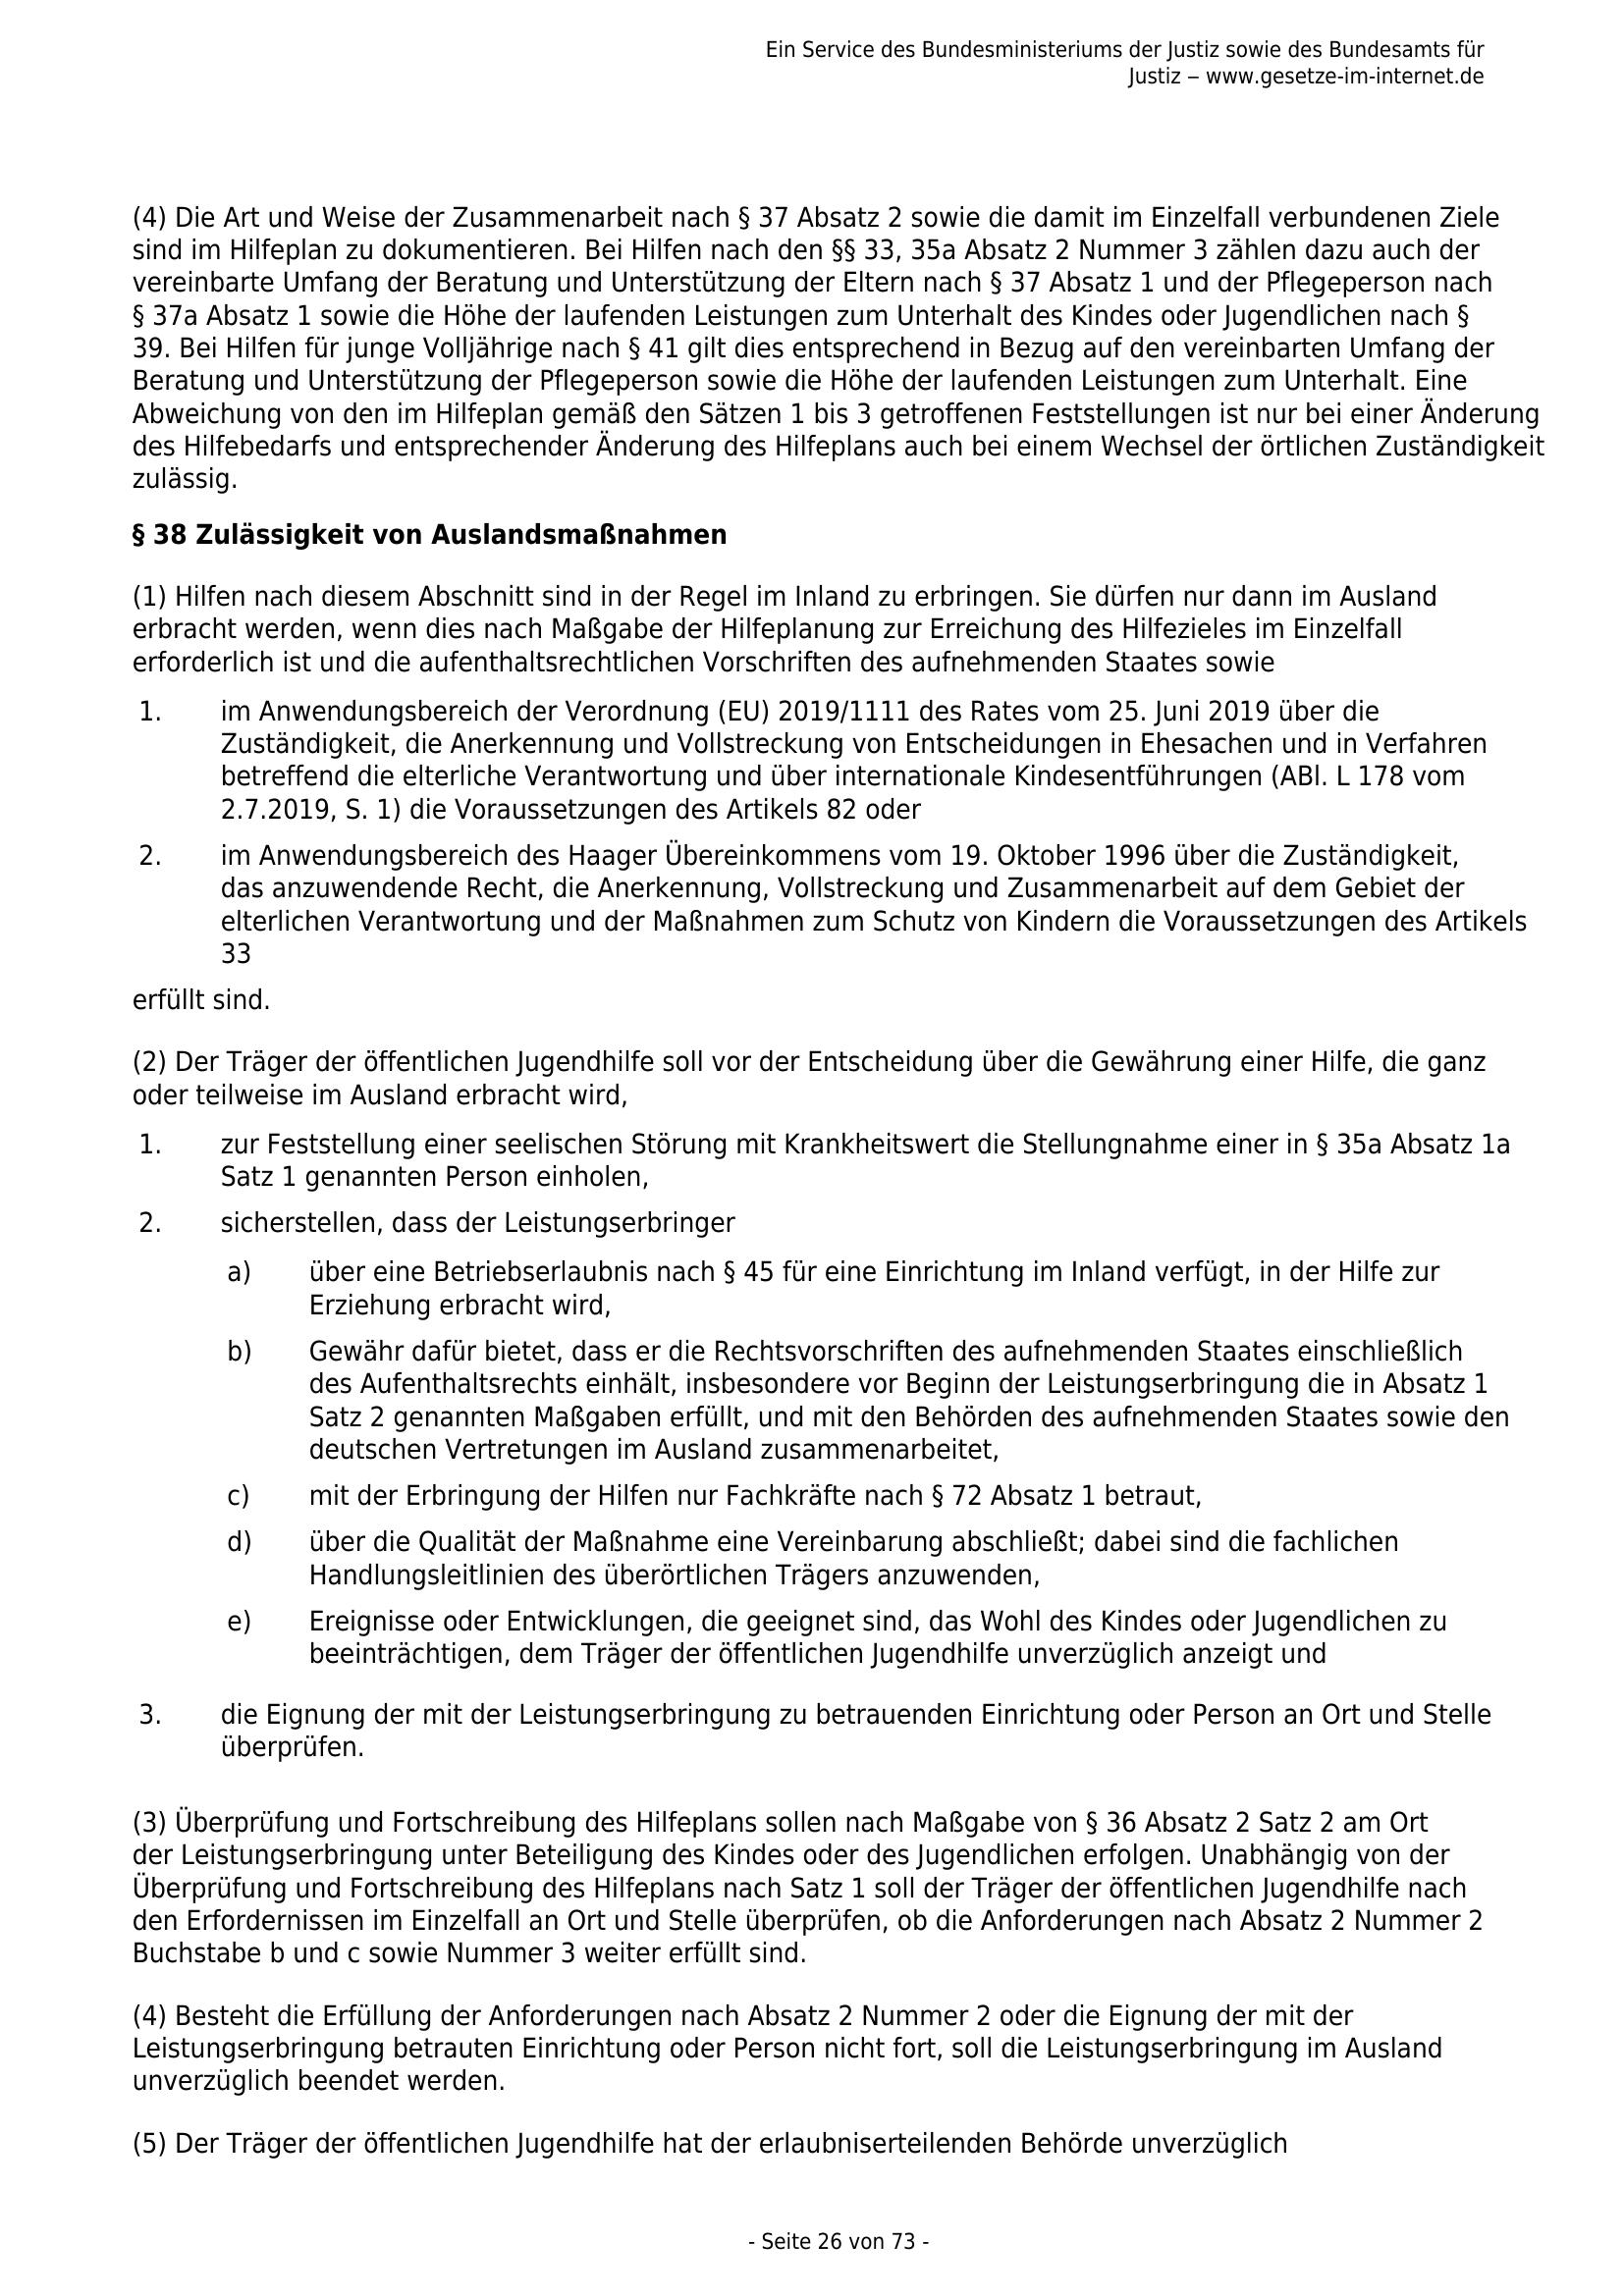 Ein Service des Bundesministeriums der Justiz sowie des Bundesamts für
Justiz ‒ www.gesetze-im-internet.de
(4) Die Art und Weise der Zusammenarbeit nach § 37 Absatz 2 sowie die damit im Einzelfall verbundenen Ziele
sind im Hilfeplan zu dokumentieren. Bei Hilfen nach den §§ 33, 35a Absatz 2 Nummer 3 zählen dazu auch der
vereinbarte Umfang der Beratung und Unterstützung der Eltern nach § 37 Absatz 1 und der Pflegeperson nach
§ 37a Absatz 1 sowie die Höhe der laufenden Leistungen zum Unterhalt des Kindes oder Jugendlichen nach §
39. Bei Hilfen für junge Volljährige nach § 41 gilt dies entsprechend in Bezug auf den vereinbarten Umfang der
Beratung und Unterstützung der Pflegeperson sowie die Höhe der laufenden Leistungen zum Unterhalt. Eine
Abweichung von den im Hilfeplan gemäß den Sätzen 1 bis 3 getroffenen Feststellungen ist nur bei einer Änderung
des Hilfebedarfs und entsprechender Änderung des Hilfeplans auch bei einem Wechsel der örtlichen Zuständigkeit
zulässig.
§ 38 Zulässigkeit von Auslandsmaßnahmen
(1) Hilfen nach diesem Abschnitt sind in der Regel im Inland zu erbringen. Sie dürfen nur dann im Ausland
erbracht werden, wenn dies nach Maßgabe der Hilfeplanung zur Erreichung des Hilfezieles im Einzelfall
erforderlich ist und die aufenthaltsrechtlichen Vorschriften des aufnehmenden Staates sowie
1. im Anwendungsbereich der Verordnung (EU) 2019/1111 des Rates vom 25. Juni 2019 über die
Zuständigkeit, die Anerkennung und Vollstreckung von Entscheidungen in Ehesachen und in Verfahren
betreffend die elterliche Verantwortung und über internationale Kindesentführungen (ABl. L 178 vom
2.7.2019, S. 1) die Voraussetzungen des Artikels 82 oder
2. im Anwendungsbereich des Haager Übereinkommens vom 19. Oktober 1996 über die Zuständigkeit,
das anzuwendende Recht, die Anerkennung, Vollstreckung und Zusammenarbeit auf dem Gebiet der
elterlichen Verantwortung und der Maßnahmen zum Schutz von Kindern die Voraussetzungen des Artikels
33
erfüllt sind.
(2) Der Träger der öffentlichen Jugendhilfe soll vor der Entscheidung über die Gewährung einer Hilfe, die ganz
oder teilweise im Ausland erbracht wird,
1. zur Feststellung einer seelischen Störung mit Krankheitswert die Stellungnahme einer in § 35a Absatz 1a
Satz 1 genannten Person einholen,
2. sicherstellen, dass der Leistungserbringer
a) über eine Betriebserlaubnis nach § 45 für eine Einrichtung im Inland verfügt, in der Hilfe zur
Erziehung erbracht wird,
b) Gewähr dafür bietet, dass er die Rechtsvorschriften des aufnehmenden Staates einschließlich
des Aufenthaltsrechts einhält, insbesondere vor Beginn der Leistungserbringung die in Absatz 1
Satz 2 genannten Maßgaben erfüllt, und mit den Behörden des aufnehmenden Staates sowie den
deutschen Vertretungen im Ausland zusammenarbeitet,
c) mit der Erbringung der Hilfen nur Fachkräfte nach § 72 Absatz 1 betraut,
d) über die Qualität der Maßnahme eine Vereinbarung abschließt; dabei sind die fachlichen
Handlungsleitlinien des überörtlichen Trägers anzuwenden,
e) Ereignisse oder Entwicklungen, die geeignet sind, das Wohl des Kindes oder Jugendlichen zu
beeinträchtigen, dem Träger der öffentlichen Jugendhilfe unverzüglich anzeigt und
3. die Eignung der mit der Leistungserbringung zu betrauenden Einrichtung oder Person an Ort und Stelle
überprüfen.
(3) Überprüfung und Fortschreibung des Hilfeplans sollen nach Maßgabe von § 36 Absatz 2 Satz 2 am Ort
der Leistungserbringung unter Beteiligung des Kindes oder des Jugendlichen erfolgen. Unabhängig von der
Überprüfung und Fortschreibung des Hilfeplans nach Satz 1 soll der Träger der öffentlichen Jugendhilfe nach
den Erfordernissen im Einzelfall an Ort und Stelle überprüfen, ob die Anforderungen nach Absatz 2 Nummer 2
Buchstabe b und c sowie Nummer 3 weiter erfüllt sind.
(4) Besteht die Erfüllung der Anforderungen nach Absatz 2 Nummer 2 oder die Eignung der mit der
Leistungserbringung betrauten Einrichtung oder Person nicht fort, soll die Leistungserbringung im Ausland
unverzüglich beendet werden.
(5) Der Träger der öffentlichen Jugendhilfe hat der erlaubniserteilenden Behörde unverzüglich
- Seite 26 von 73 -